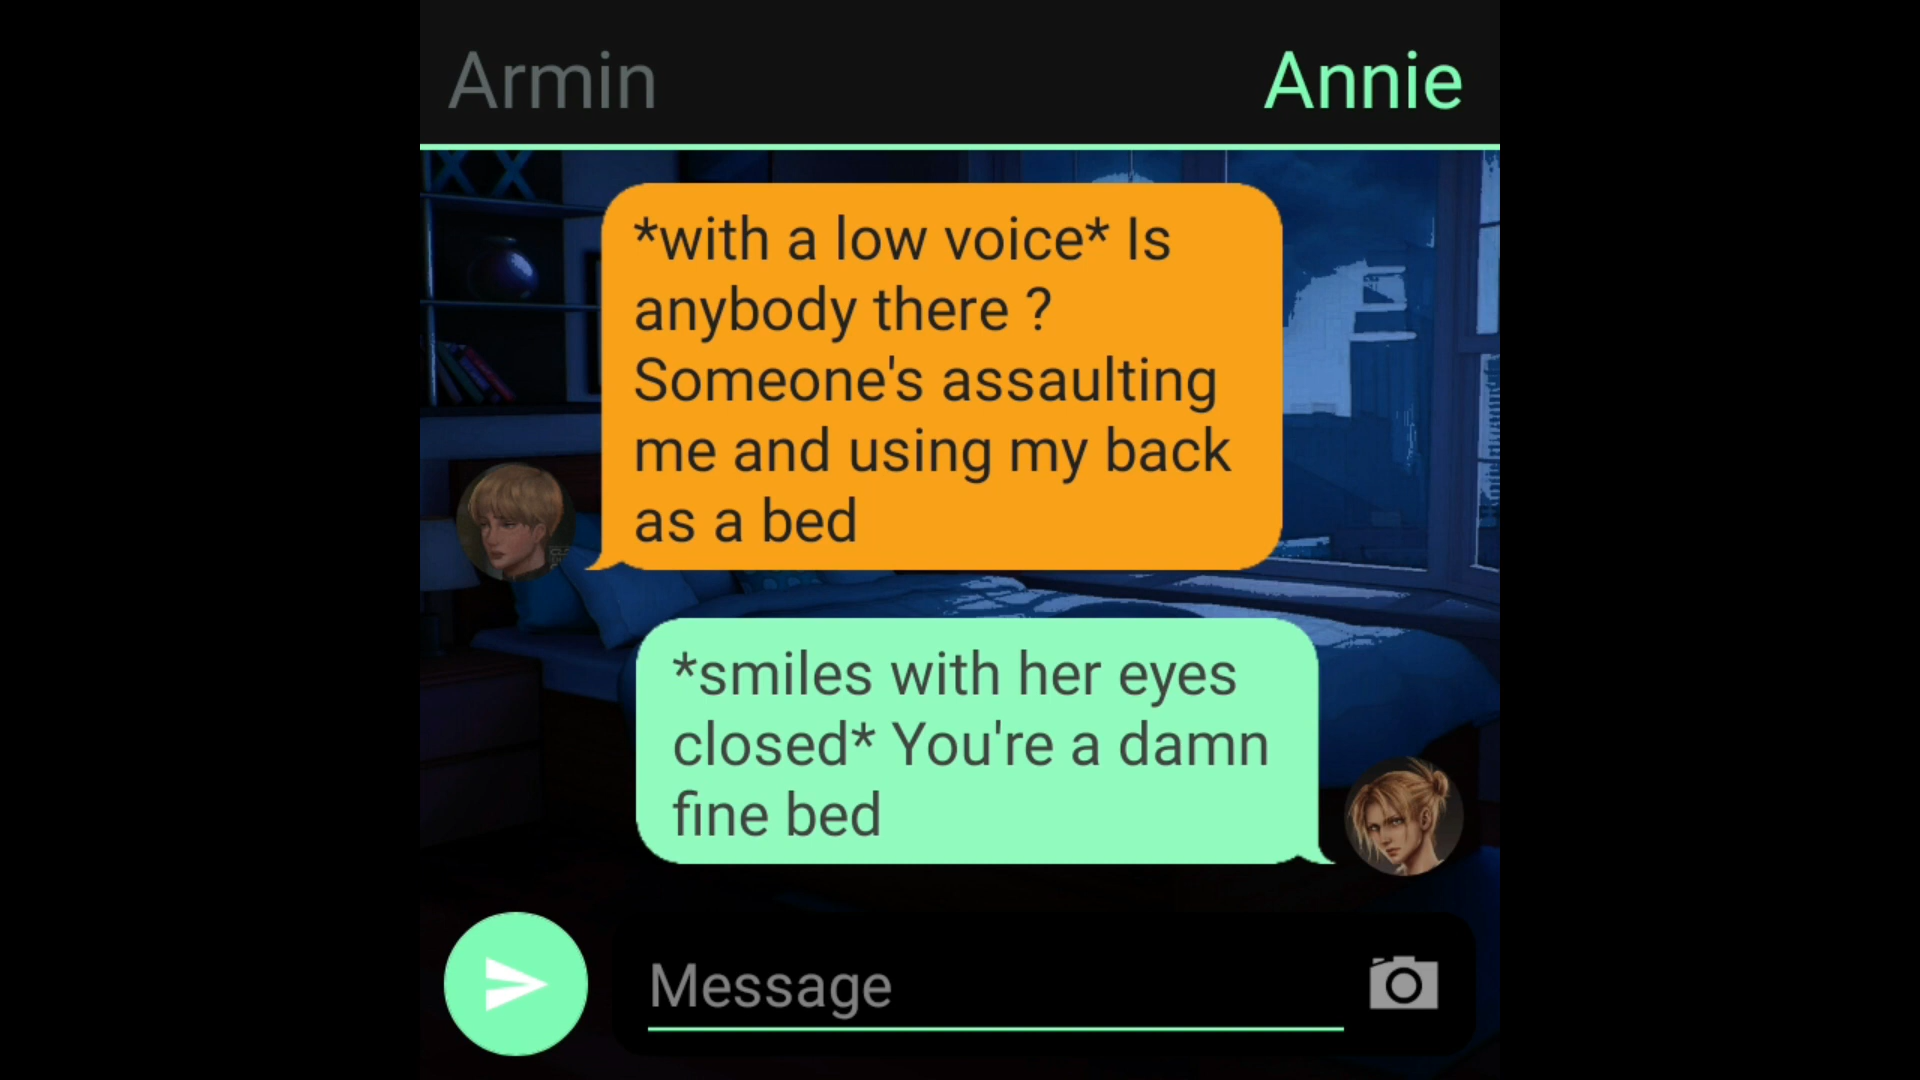 Armin
Annie
*with a low voice* Is
anybody there ?
Someone's assaulting
me and using my back
as a bed
*smiles with her eyes
closed* You're a damn
fine bed
Message